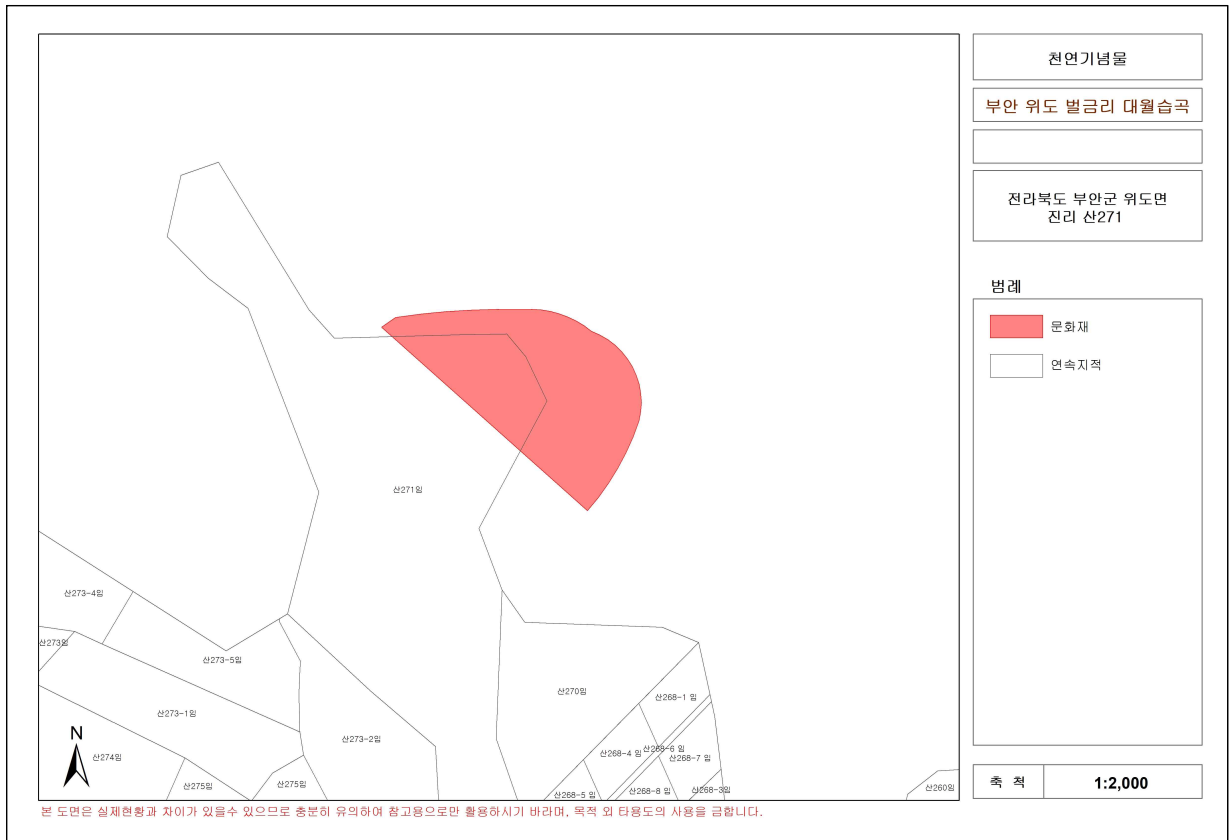 천연기념물
부안 위도 벌금리 대월습곡
전라북도 부안군 위도면
진리 산271
범례
문화재
연속지적
산271임
산273-4임
산273임
산273-5임
산270임
산268-1 임
산273-1임
산273-2임
산268-4 임
산268-6 임
산268-7 임
N
산274임
산275임
산275임
산268-5 임
산268-8 임
산268-3임
산260임
축 척
1:2,000
본 도면은 실제현황과 차이가 있을수 있으므로 충분히 유의하여 참고용으로만 활용하시기 바라며, 목적 외 타용도의 사용을 금합니다.